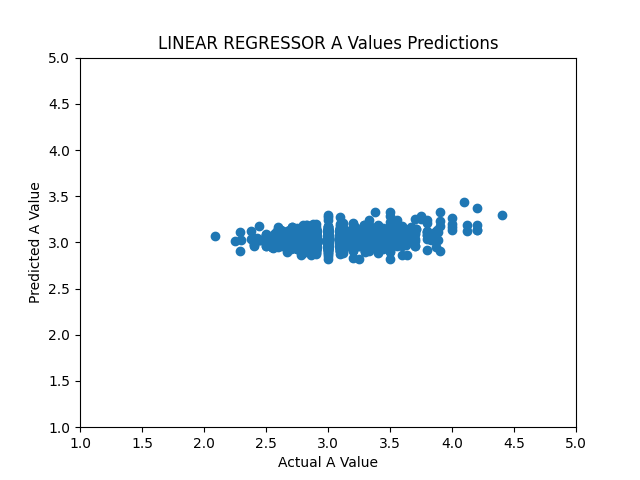 LINEAR REGRESSOR A Values Predictions
5.0
4.5
4.0
3.5
3.0
2.5
2.0
1.5
1.0
Predicted A Value
1.0 1.5 2.0 2.5 3.0 3.5 4.0 4.5 5.0
Actual A Value